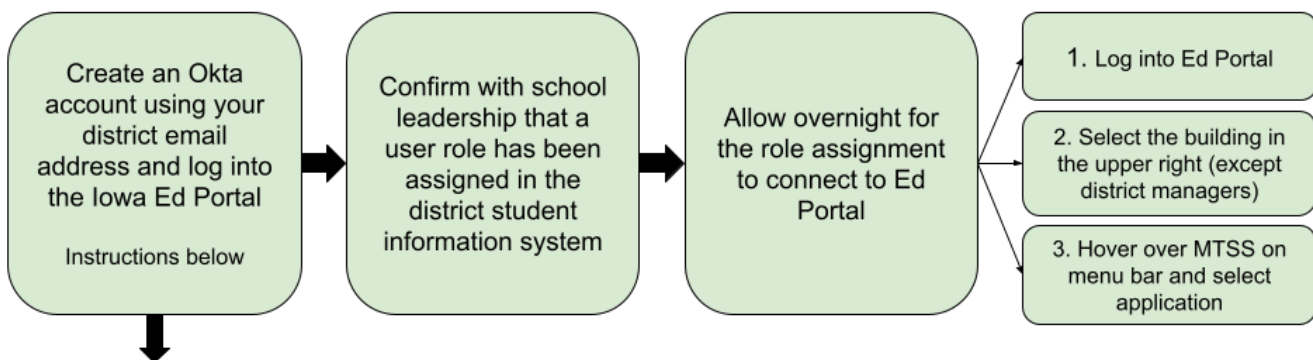 Create an Okta
account using your
district email
address and log into
the Iowa Ed Portal
Instructions below
Confirm with school
leadership that a
user role has been
assigned in the
district student
information system
Allow overnight for
the role assignment
to connect to Ed
Portal
1. Log into Ed Portal
2. Select the building in
the upper right (except
district managers)
3. Hover over MTSS on
menu bar and select
application